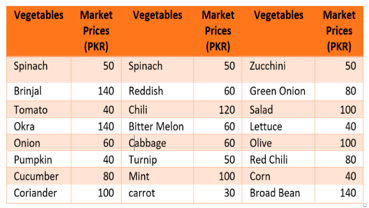 Vegetables Market Prices (PKR) Vegetables Market Prices (PKR) Vegetables Market Prices (PKR)
Spinach 50 Spinach 50 Zucchini 50
Brinjal 140 Reddish 60 Green Onion 80
Tomato 40 Chili 120 Salad 100
Okra 140 Bitter Melon 60 Lettuce 40
Onion 60 Cabbage 60 Olive 100
Pumpkin 40 Turnip 50 Red Chili 80
Cucumber 80 Mint 100 Corn 40
Coriander 100 carrot 30 Broad Bean 140